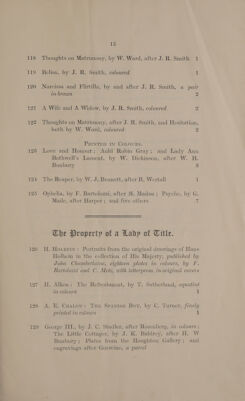 12
118 Thoughts on Matrimony, by W. Ward, after J. R. Smith 1
119 Belisa, by J. R. Smith, coloured 1
120 Narcissa and Flirtilla, by and after J. R. Smith, a pair
in brown 2
121 A Wife and A Widow, by J. R. Smith, coloured 2
122 Thoughts on Matrimony, after J. R. Smith, and Hesitation,
both by W. Ward, coloured 2
PRINTED IN COLOURS.
123 Love and Honour; Auld Robin Gray; and Lady Ann
Bothwell's Lament, by W. Dickinson, after W. H.
Bunbury 3
124 The Reaper, by W. J. Bennett, after R. Westall 1
125 Ophelia, by F. Bartolozzi, after ; Psyche, by G.
Maile, after Harper; and five others 7
The Property of a Lady of Title.
126 H. HOLBEIN: Portraits from the original drawings of Hans
Holbein in the collection of His Majesty, published by
John Chamberlaine, eighteen plates in colours, by F.
Bartolozzi and C. Metz, with letterpress, in original covers
127 H. Alken: The Refreshment, by T. Sutherland, aquatint
in colours 1
128 A. E. CHALON: THE SPANISH BOY, by C. Turner, finely
printed in colours 1
129 George III., by J. C. Stadler, after Rosenberg, in colours;
The Little Cottager, by J. K. , after H. W
Bunbury; Plates from the Houghton Gallery; and
engravings after Guercino, a parcel